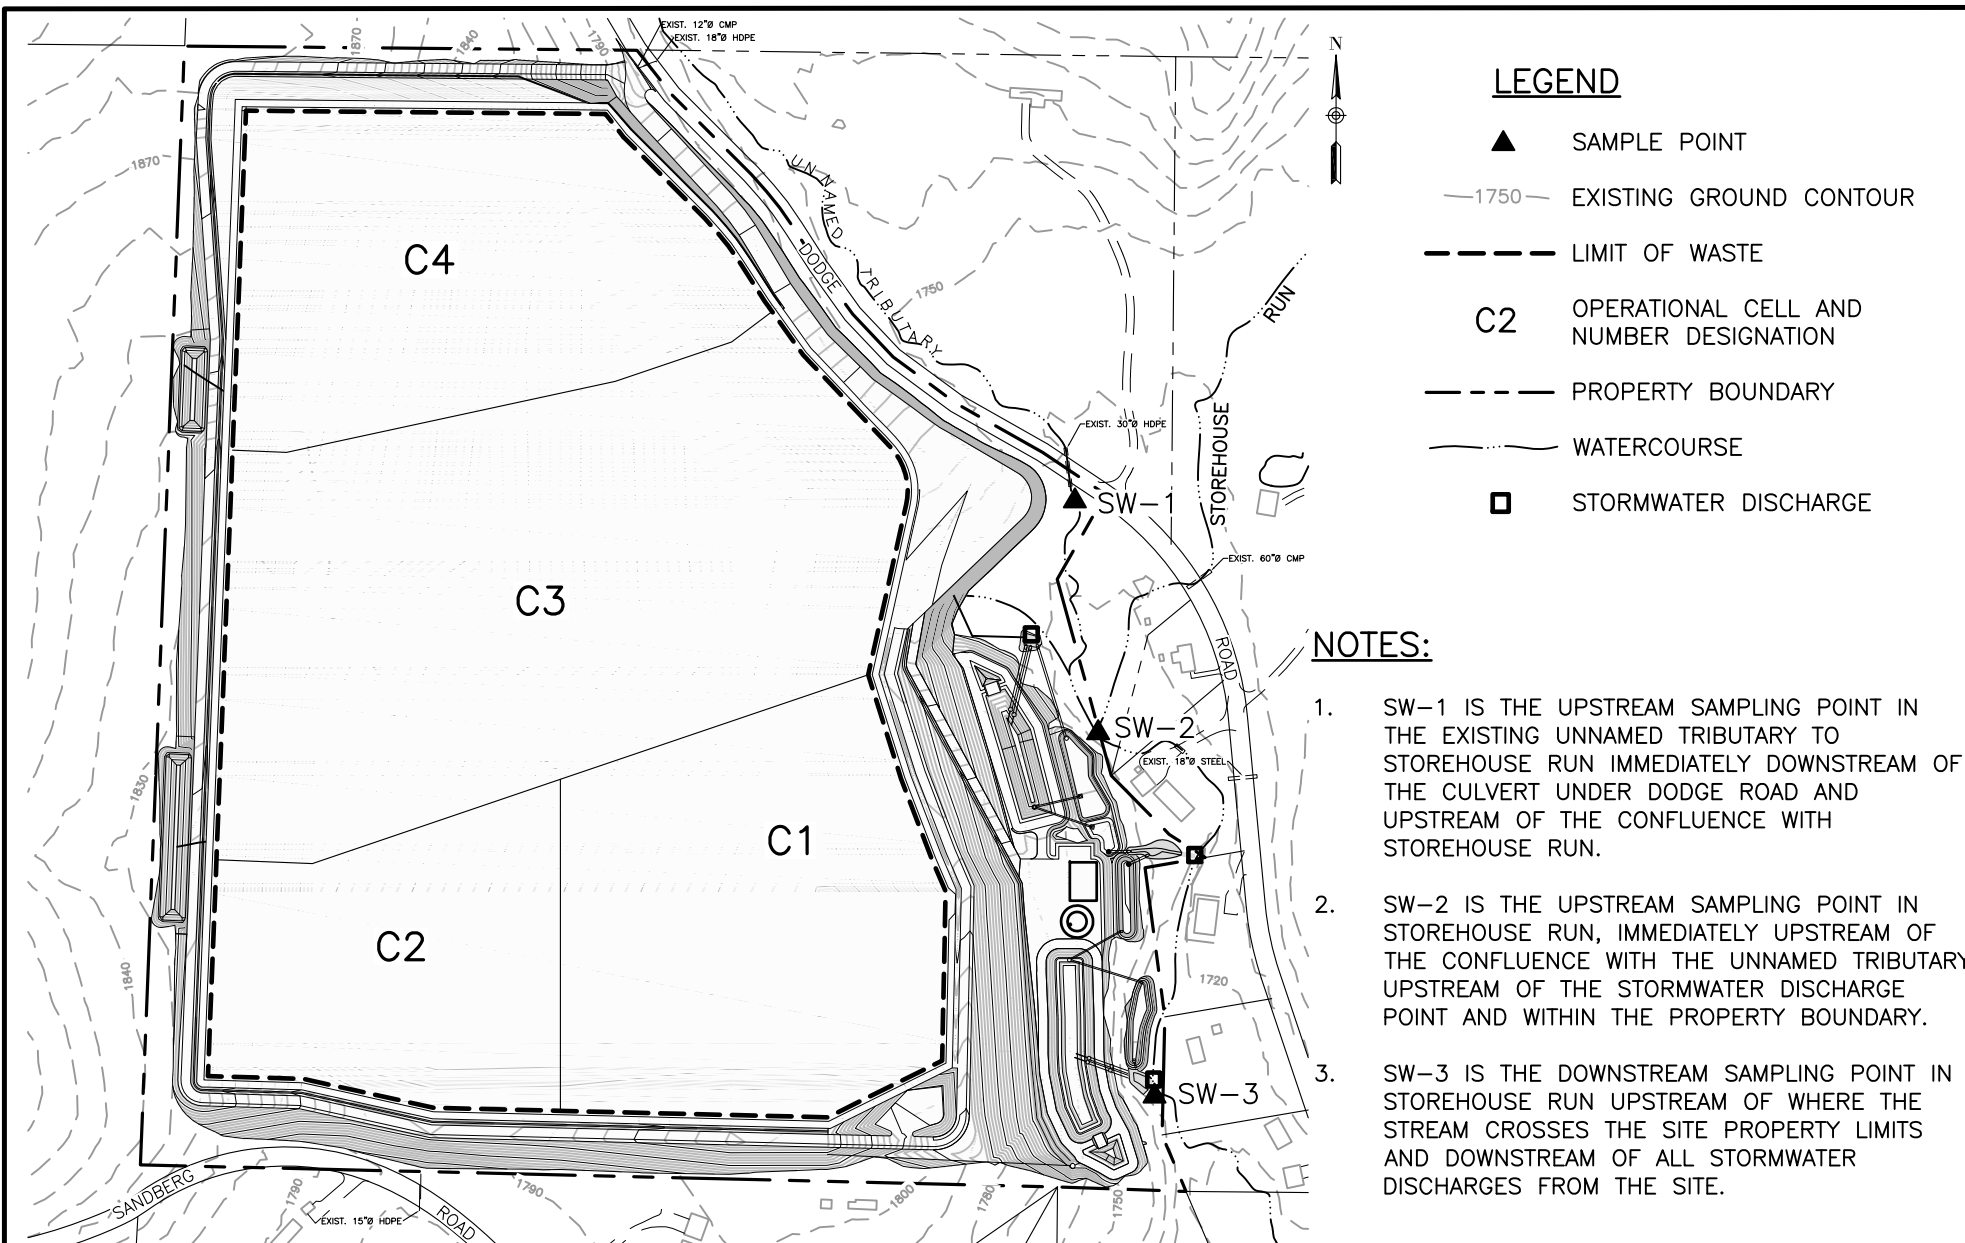 EXIST. 12"Ø CMP
EXIST. 18"Ø HDPE
1870
1840
1790
1870
UNNAMED TRIBUTARY
DODGE
1750
C4
RUN
STOREHOUSE
EXIST. 30"Ø HDPE
SW-1
EXIST. 60"Ø CMP
C3
ROAD
SW-2
EXIST. 18"Ø STEEL
1830
C1
C2
1840
1720
SW-3
SANDBERG
ROAD
1790
EXIST. 15"Ø HDPE
1790
1800
1780
1750
N
LEGEND
SAMPLE POINT
1750
EXISTING GROUND CONTOUR
LIMIT OF WASTE
C2
OPERATIONAL CELL AND
NUMBER DESIGNATION
PROPERTY BOUNDARY
WATERCOURSE
STORMWATER DISCHARGE
NOTES:
1. SW-1 IS THE UPSTREAM SAMPLING POINT IN
THE EXISTING UNNAMED TRIBUTARY TO
STOREHOUSE RUN IMMEDIATELY DOWNSTREAM OF
THE CULVERT UNDER DODGE ROAD AND
UPSTREAM OF THE CONFLUENCE WITH
STOREHOUSE RUN.
2. SW-2 IS THE UPSTREAM SAMPLING POINT IN
STOREHOUSE RUN, IMMEDIATELY UPSTREAM OF
THE CONFLUENCE WITH THE UNNAMED TRIBUTARY
UPSTREAM OF THE STORMWATER DISCHARGE
POINT AND WITHIN THE PROPERTY BOUNDARY.
3. SW-3 IS THE DOWNSTREAM SAMPLING POINT IN
STOREHOUSE RUN UPSTREAM OF WHERE THE
STREAM CROSSES THE SITE PROPERTY LIMITS
AND DOWNSTREAM OF ALL STORMWATER
DISCHARGES FROM THE SITE.